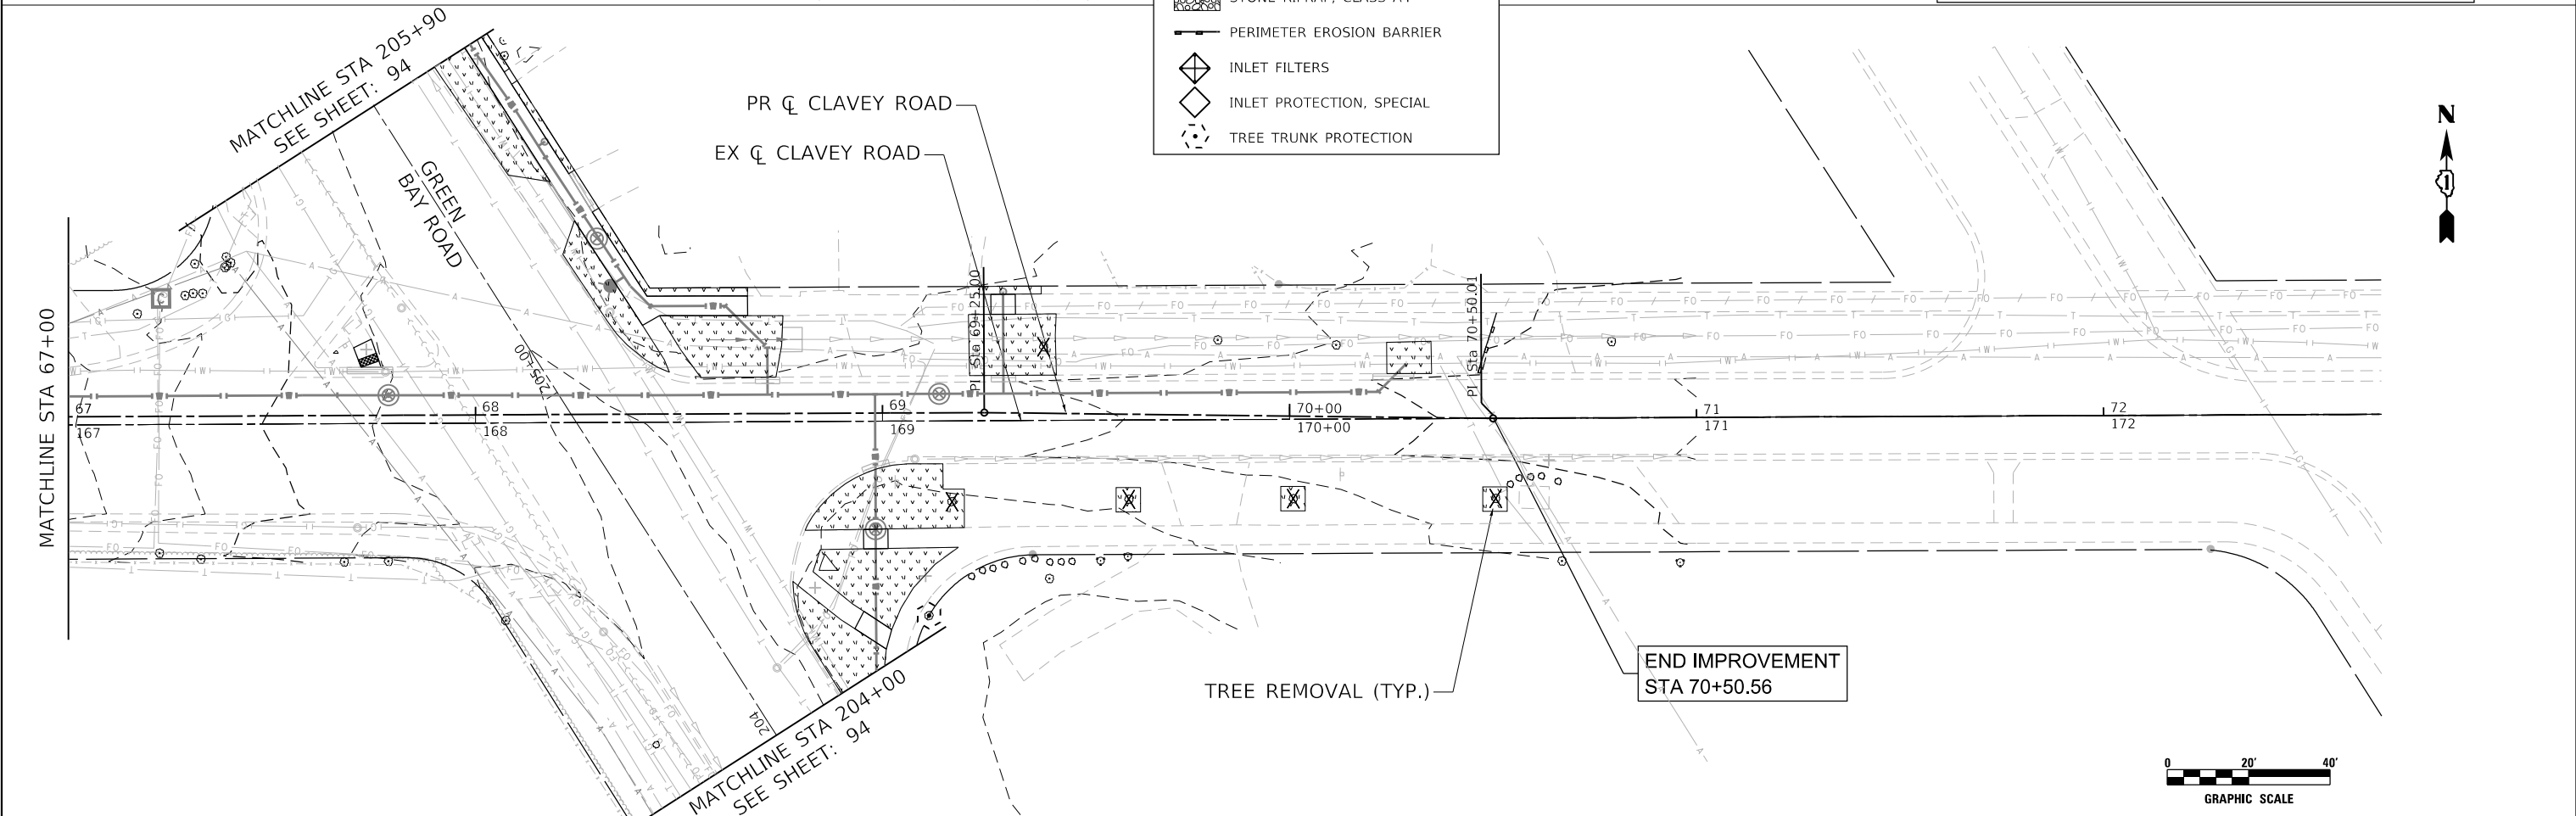 STONE RIPRAP, CLASS A4
PERIMETER EROSION BARRIER
INLET FILTERS
INLET PROTECTION, SPECIAL
TREE TRUNK PROTECTION
MATCHLINE STA 205+90
SEE SHEET: 94
PR ℄ CLAVEY ROAD
EX ℄ CLAVEY ROAD
N
1
GREEN
BAY ROAD
MATCHLINE STA 67+00
PI Sta 69+25.00
PI Sta 70+50.01
1205+00
67
68
69
70+00
71
72
167
168
169
170+00
171
172
204
MATCHLINE STA 204+00
SEE SHEET: 94
TREE REMOVAL (TYP.)
END IMPROVEMENT
STA 70+50.56
0 20' 40'
GRAPHIC SCALE